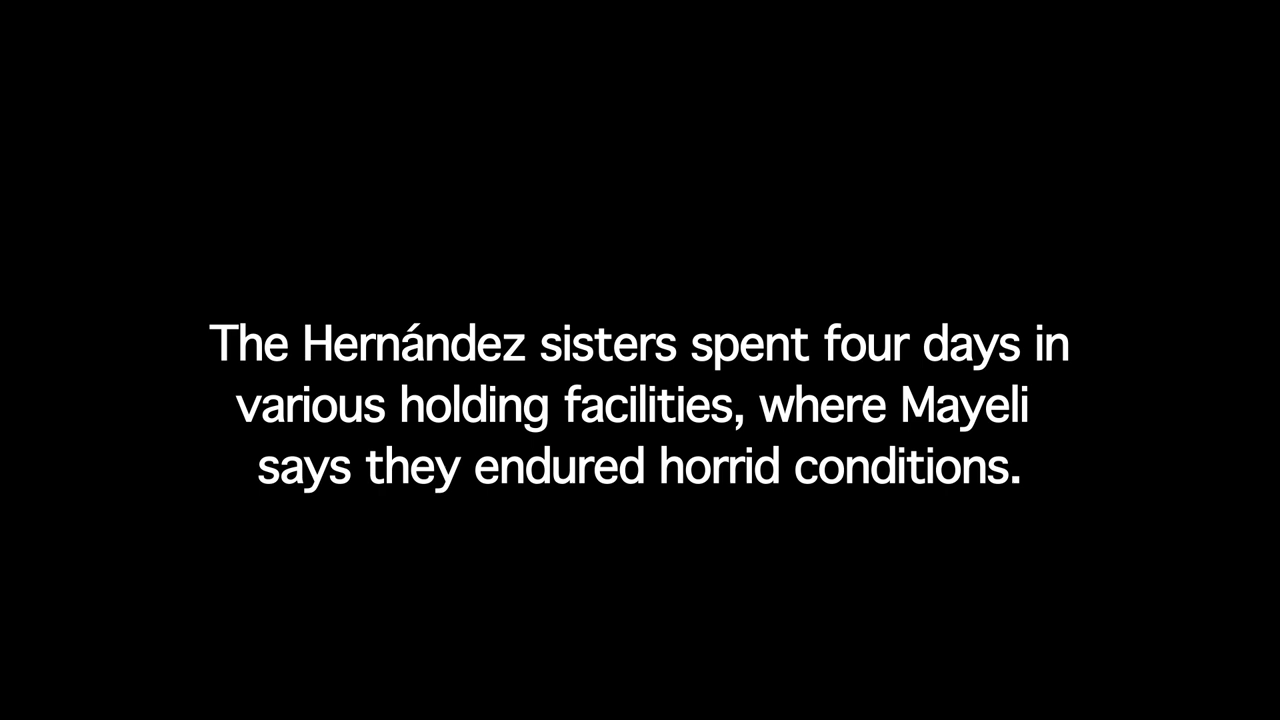 The Hernández sisters spent four days in
various holding facilities, where Mayeli
says they endured horrid conditions.